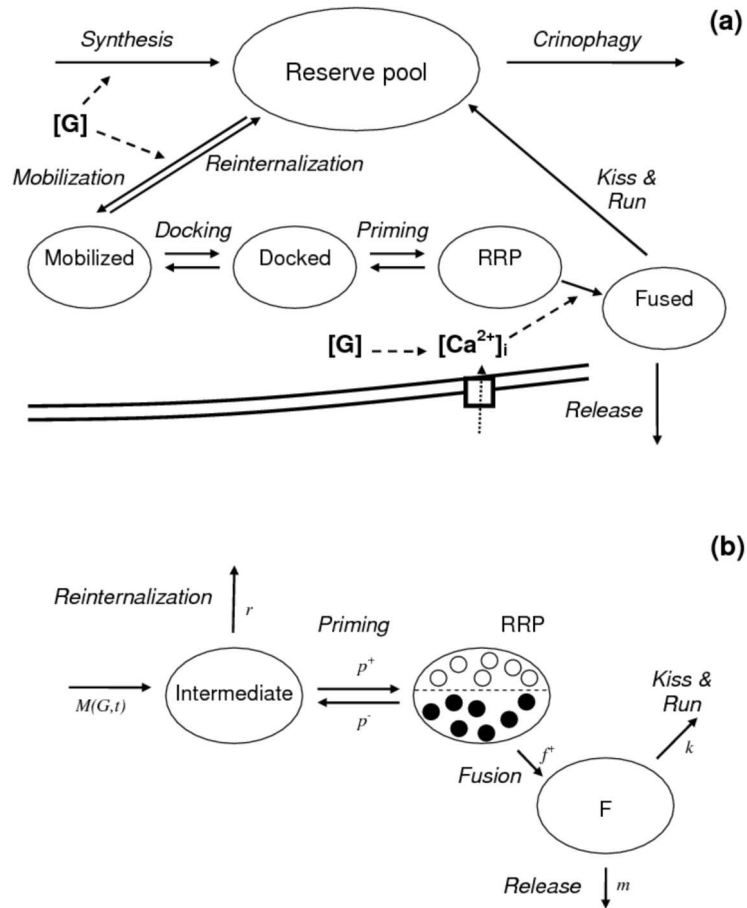 (a)
Synthesis
Crinophagy
Reserve pool
[G]
Mobilization
Reinternalization
Kiss &
Run
Docking
Priming
Mobilized
Docked
RRP
Fused
[G]
[Ca²⁺]ᵢ
Release
(b)
Reinternalization
r
Priming
RRP
p⁺
Kiss &
Run
Intermediate
M(G,t)
p⁻
k
f⁺
Fusion
F
Release
m